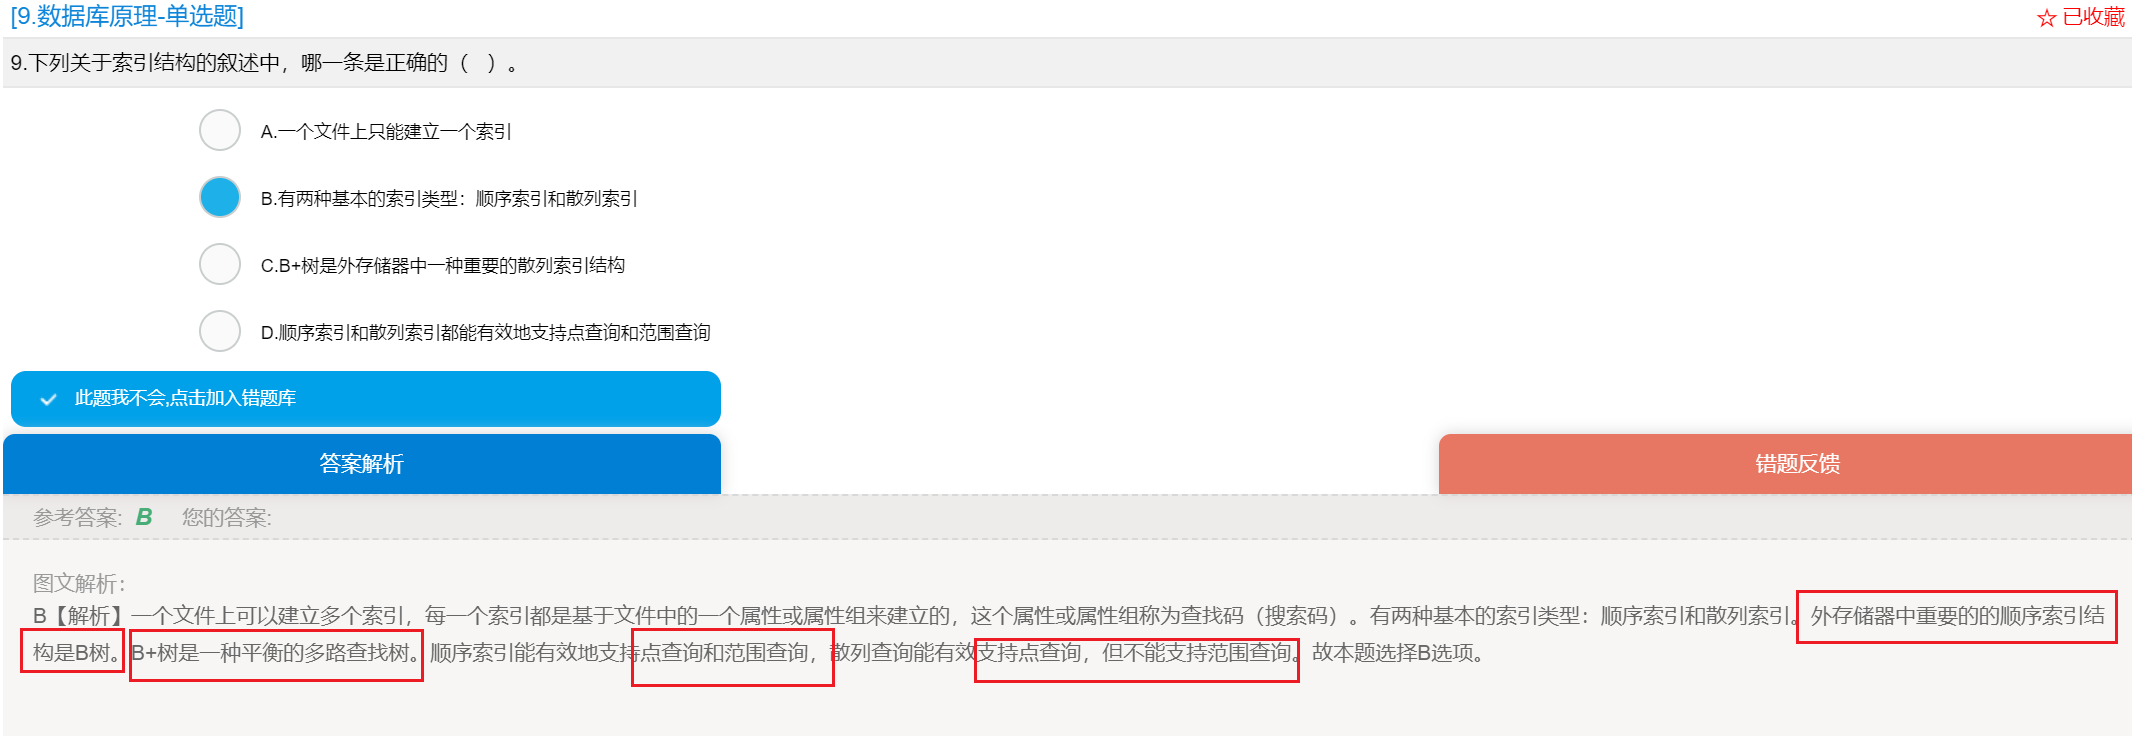 [9.数据库原理-单选题]
☆ 已收藏
9.下列关于索引结构的叙述中，哪一条是正确的（ ）。
A.一个文件上只能建立一个索引
B.有两种基本的索引类型：顺序索引和散列索引
C.B+树是外存储器中一种重要的散列索引结构
D.顺序索引和散列索引都能有效地支持点查询和范围查询
此题我不会,点击加入错题库
答案解析
错题反馈
参考答案: B 您的答案:
图文解析:
B【解析】一个文件上可以建立多个索引，每一个索引都是基于文件中的一个属性或属性组来建立的，这个属性或属性组称为查找码（搜索码）。有两种基本的索引类型：顺序索引和散列索引。外存储器中重要的的顺序索引结
构是B树。B+树是一种平衡的多路查找树。顺序索引能有效地支持点查询和范围查询，散列查询能有效支持点查询，但不能支持范围查询。故本题选择B选项。